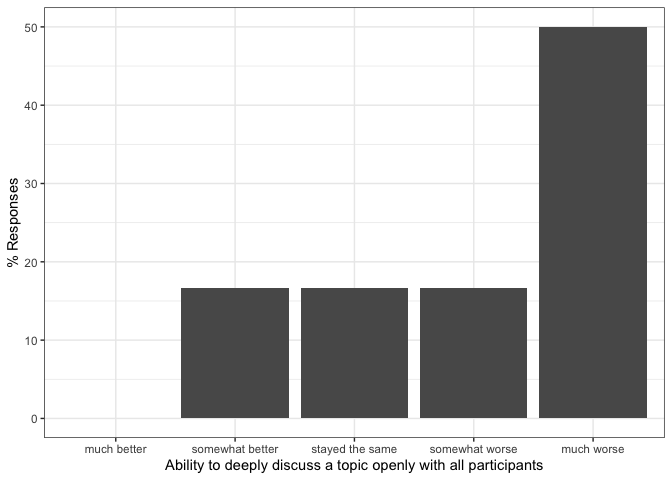 % Responses
50
40
30
20
10
0
much better somewhat better stayed the same somewhat worse much worse
Ability to deeply discuss a topic openly with all participants